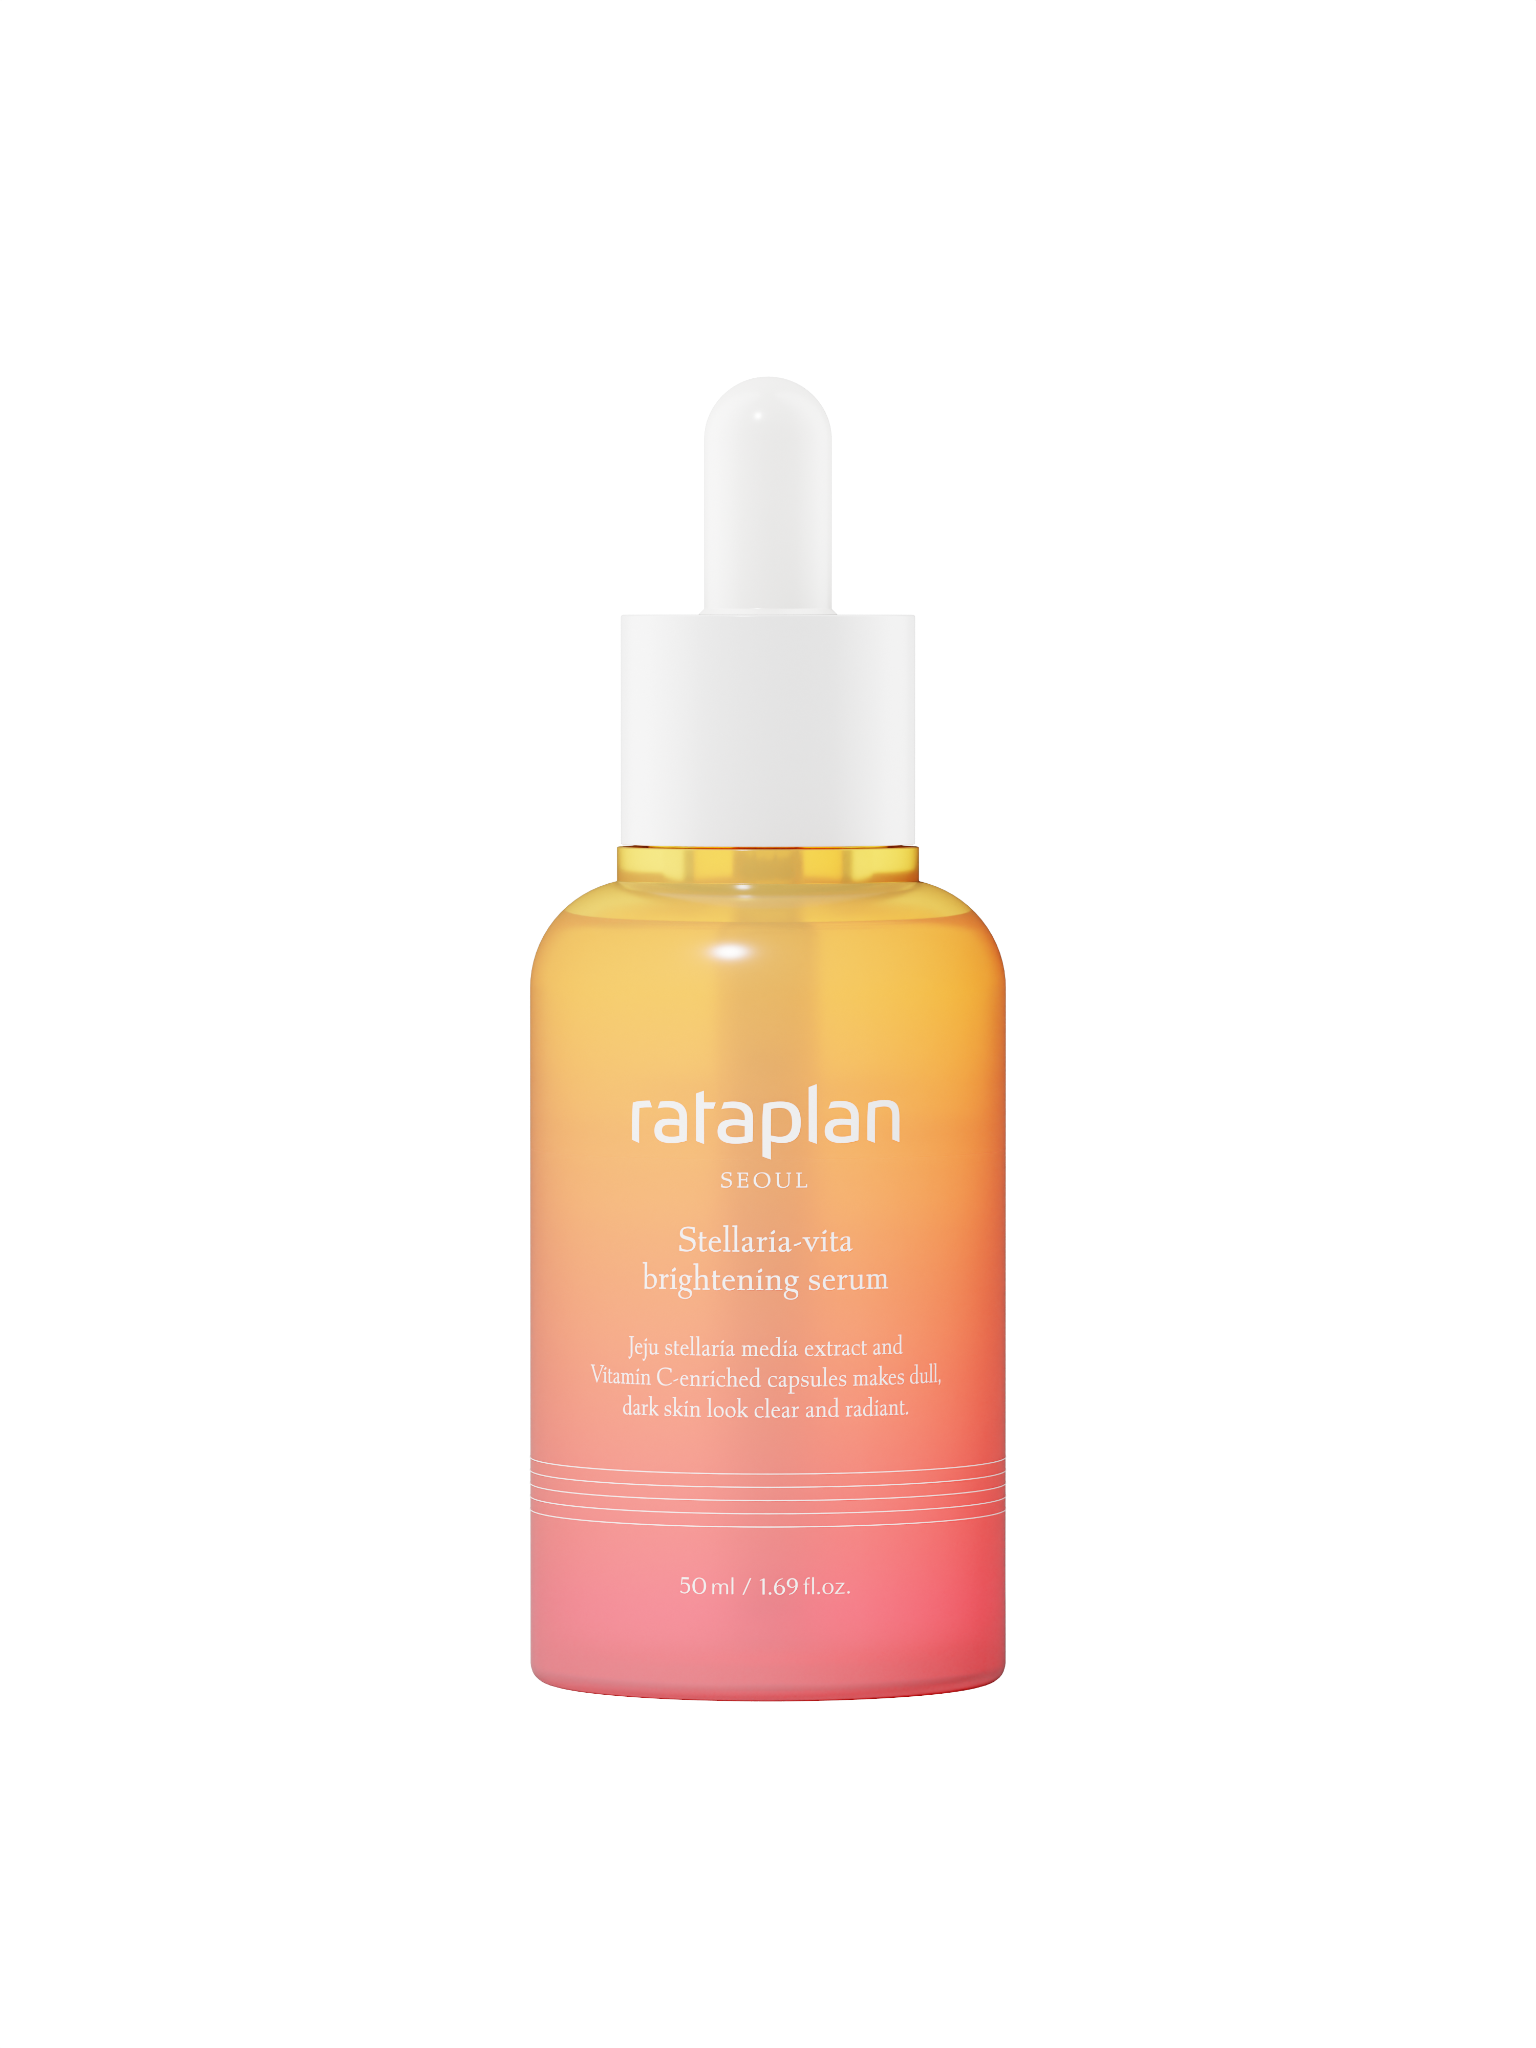 rataplan
SEOUL
Stellaria-vita
brightening serum
Jeju stellaria media extract and
Vitamin C-enriched capsules makes dull,
dark skin look clear and radiant.
50 ml / 1.69 fl.oz.